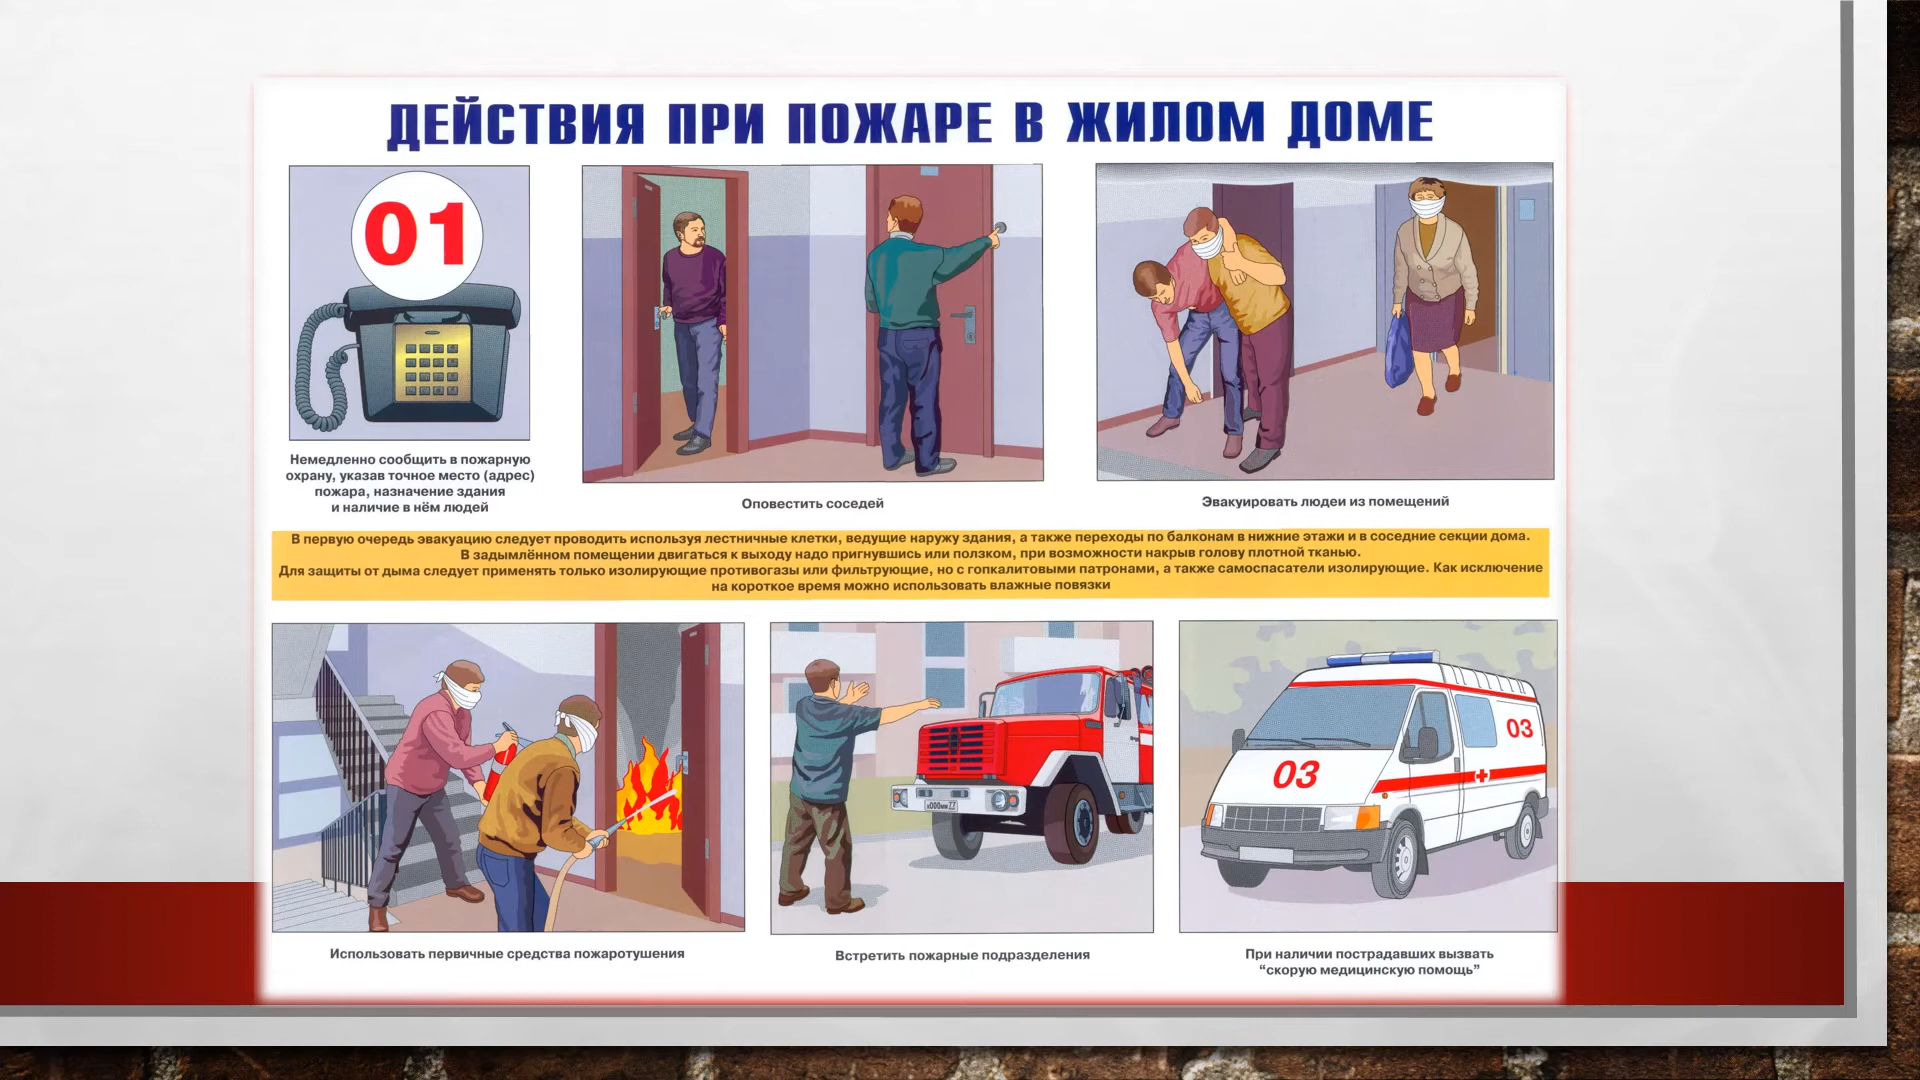 ДЕЙСТВИЯ ПРИ ПОЖАРЕ В ЖИЛОМ ДОМЕ
01
Немедленно сообщить в пожарную
охрану, указав точное место (адрес)
пожара, назначение здания
и наличие в нём людей
Оповестить соседей
Эвакуировать людеи из помещений
В первую очередь эвакуацию следует проводить используя лестничные клетки, ведущие наружу здания, а также переходы по балконам в нижние этажи и в соседние секции дома.
В задымлённом помещении двигаться к выходу надо пригнувшись или ползком, при возможности накрыв голову плотной тканью.
Для защиты от дыма следует применять только изолирующие противогазы или фильтрующие, но с гопкалитовыми патронами, а также самоспасатели изолирующие. Как исключение
на короткое время можно использовать влажные повязки
к000мм 77
03
03
Использовать первичные средства пожаротушения
Встретить пожарные подразделения
При наличии пострадавших вызвать
“скорую медицинскую помощь”